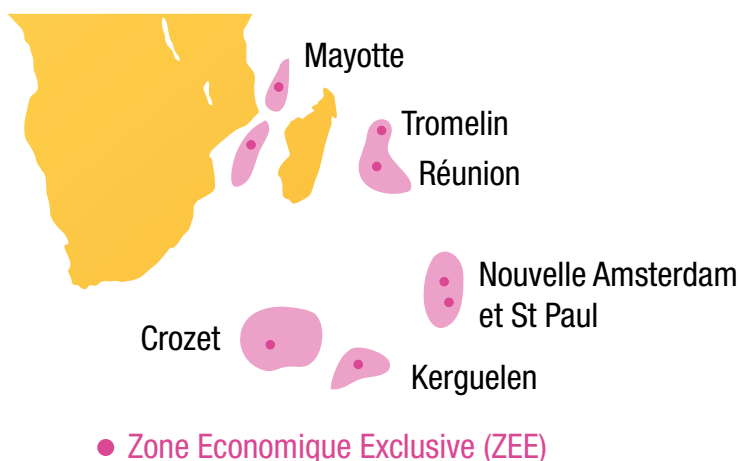 Mayotte
Tromelin
Réunion
Nouvelle Amsterdam
et St Paul
Crozet
Kerguelen
Zone Economique Exclusive (ZEE)